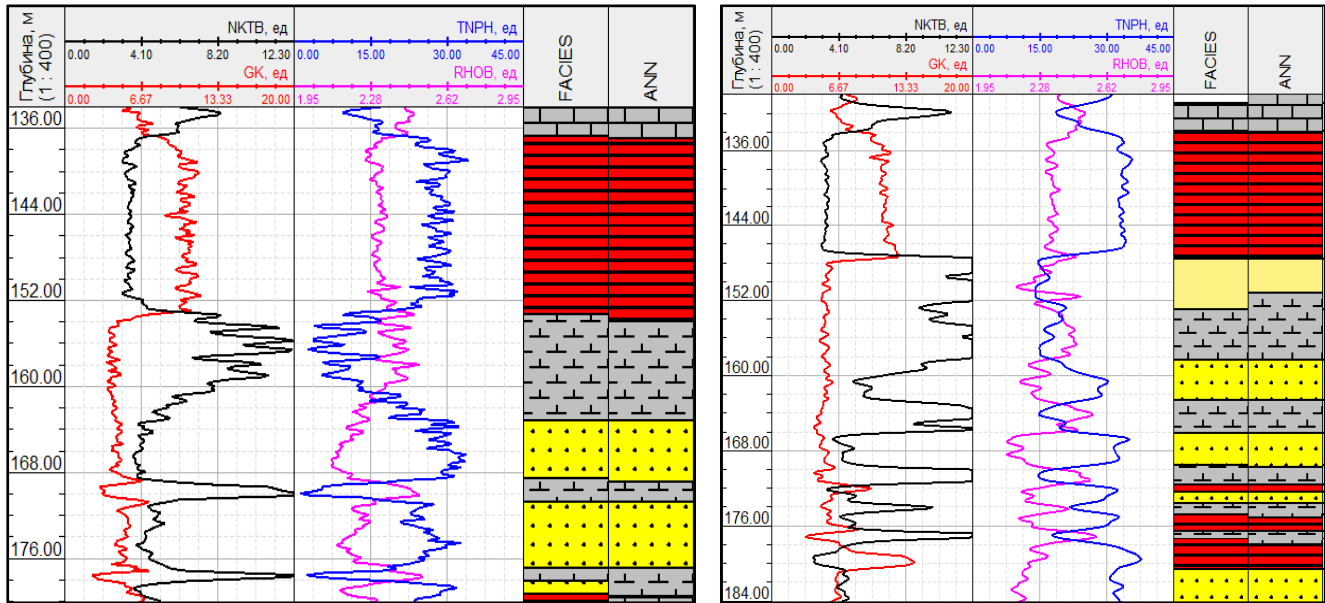 Глубина, м
(1 : 400)
NKTB, ед
0.00 4.10 8.20 12.30
GK, ед
0.00 6.67 13.33 20.00
TNPH, ед
0.00 15.00 30.00 45.00
RHOB, ед
1.95 2.28 2.62 2.95
FACIES
ANN
136.00
144.00
152.00
160.00
168.00
176.00
Глубина, м
(1 : 400)
NKTB, ед
0.00 4.10 8.20 12.30
GK, ед
0.00 6.67 13.33 20.00
TNPH, ед
0.00 15.00 30.00 45.00
RHOB, ед
1.95 2.28 2.62 2.95
FACIES
ANN
136.00
144.00
152.00
160.00
168.00
176.00
184.00